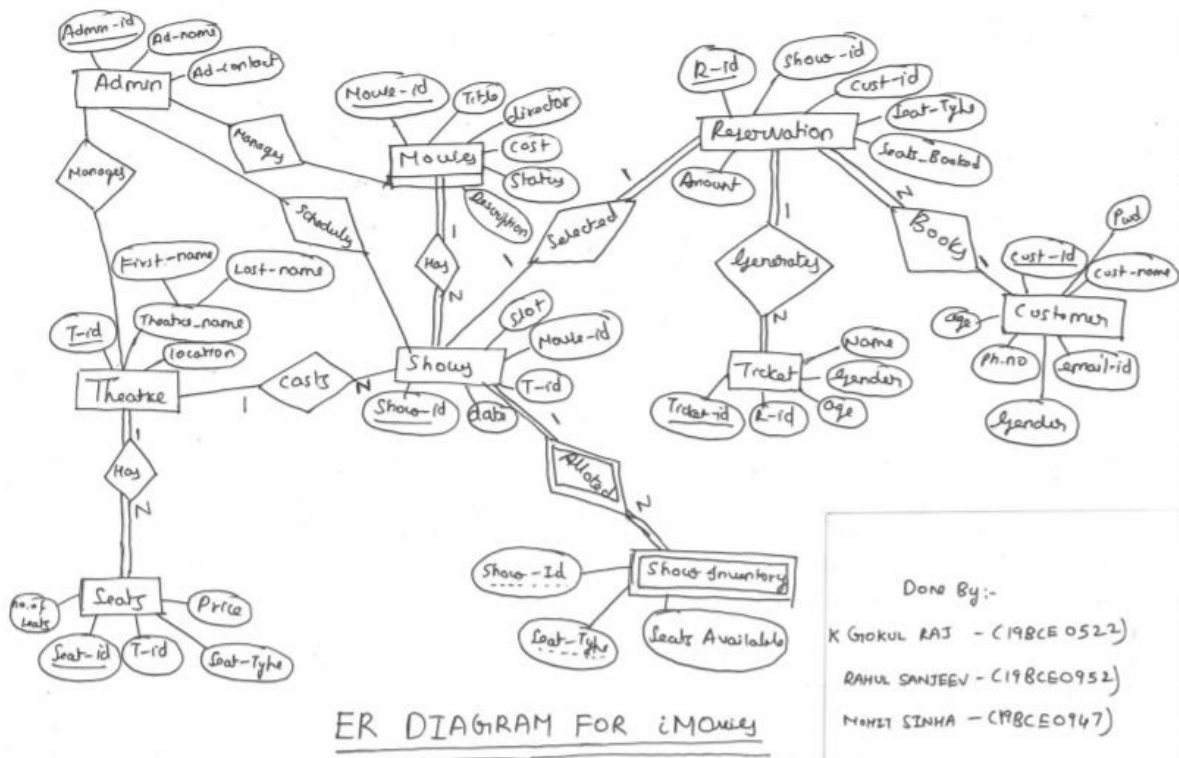 Admn-id
Ad-name
Ad-contact
Admin
Manages
Manages
Schedules
Movie-id
Title
director
cost
Status
Description
Movies
1
Has
N
R-id
Show-id
Cust-id
Seat-Type
Seats_Booked
Amount
Reservation
1
Selected
1
1
Generates
N
N
Books
1
Pwd
Cust-id
Cust-name
age
Customer
Ph.no
email-id
Gender
First-name
Last-name
Theatre_name
T-id
location
Theatre
1
Casts
N
Slot
Movie-id
Shows
T-id
Show-id
date
Name
Ticket
Gender
Ticket-id
R-id
age
1
Has
N
1
Alloted
N
Show-Id
Show Inventory
Seat-Type
Seats Available
no.of
seats
Seats
Price
Seat-id
T-id
Seat-Type
Done By:-
K GOKUL RAJ - (19BCE0522)
RAHUL SANJEEV - (19BCE0952)
MOHIT SINHA - (19BCE0947)
ER DIAGRAM FOR iMOvies